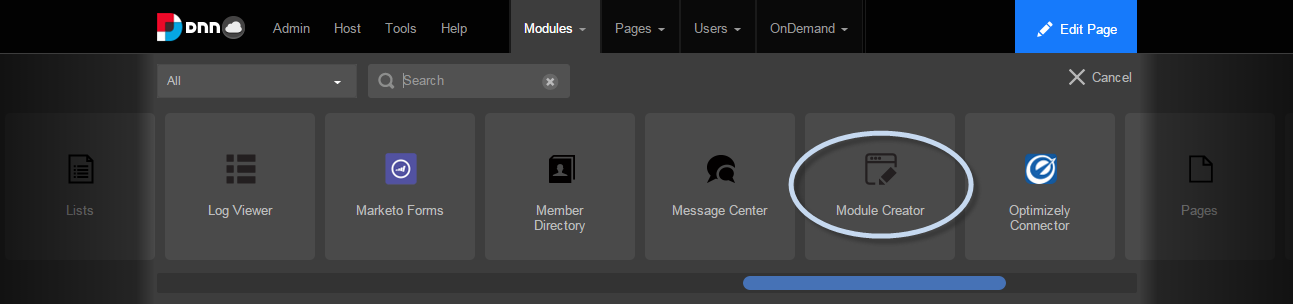 DNN
Admin
Host
Tools
Help
Modules
Pages
Users
OnDemand
Edit Page
All
Search
Cancel
Lists
Log Viewer
Marketo Forms
Member
Directory
Message Center
Module Creator
Optimizely
Connector
Pages